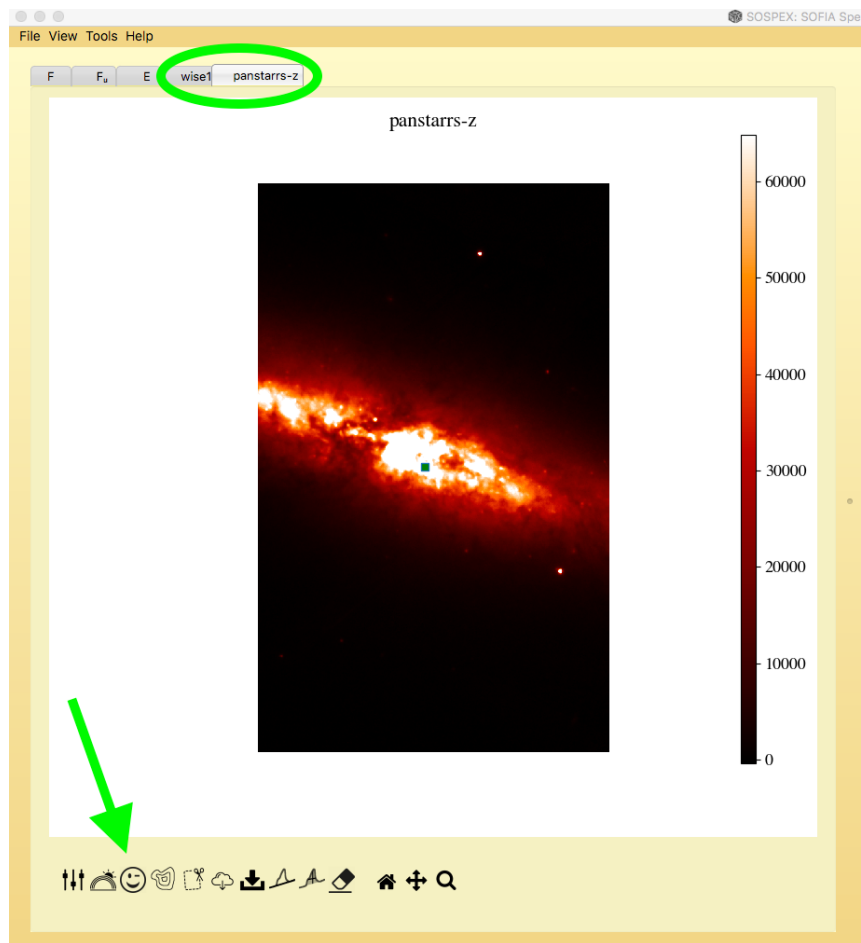 SOSPEX: SOFIA Spe
File View Tools Help
F Fᵤ E wise1 panstarrs-z
panstarrs-z
60000
50000
40000
30000
20000
10000
0